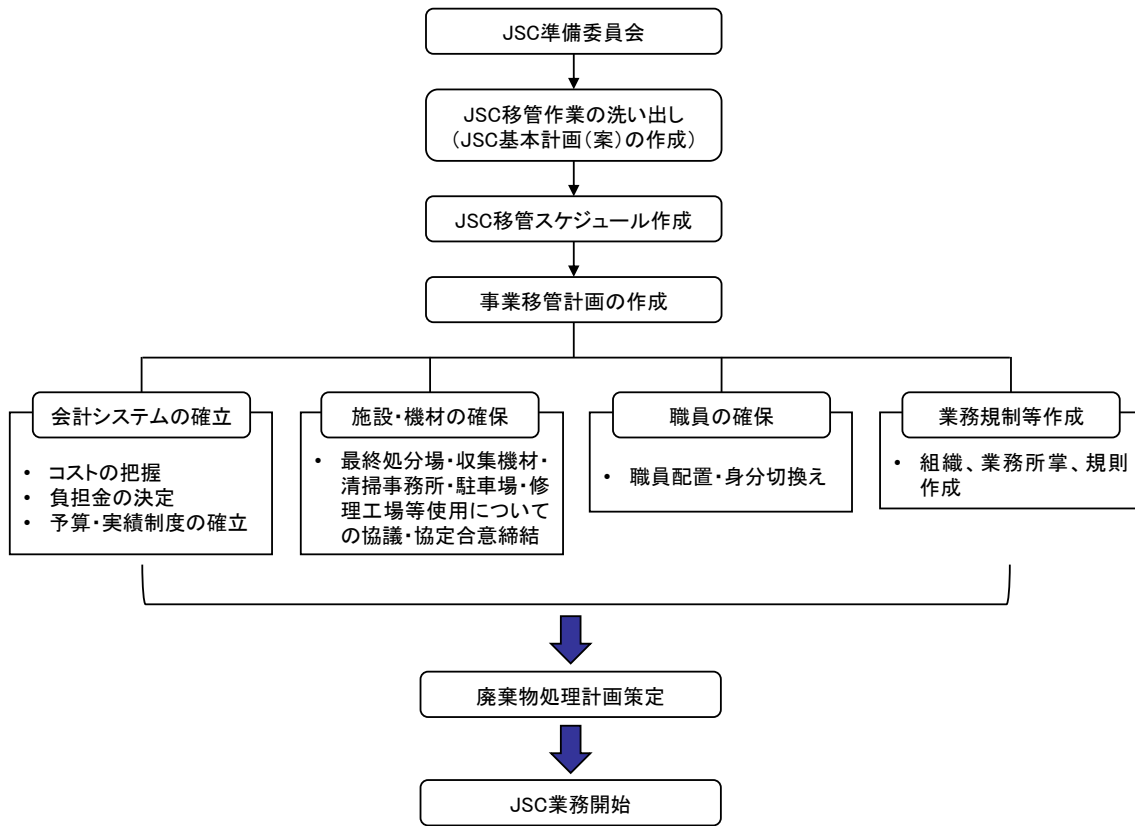 JSC準備委員会
JSC移管作業の洗い出し
（JSC基本計画（案）の作成）
JSC移管スケジュール作成
事業移管計画の作成
会計システムの確立
• コストの把握
• 負担金の決定
• 予算・実績制度の確立
施設・機材の確保
• 最終処分場・収集機材・
清掃事務所・駐車場・修
理工場等使用について
の協議・協定合意締結
職員の確保
• 職員配置・身分切換え
業務規制等作成
• 組織、業務所掌、規則
作成
廃棄物処理計画策定
JSC業務開始